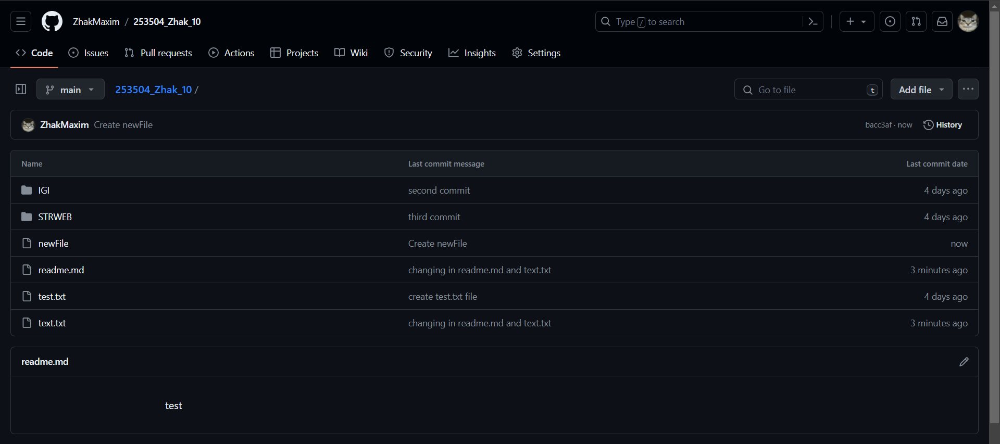 ZhakMaxim / 253504_Zhak_10
Type / to search
Code Issues Pull requests Actions Projects Wiki Security Insights Settings
main 253504_Zhak_10 /
Go to file t Add file
ZhakMaxim Create newFile bacc3af · now History
Name Last commit message Last commit date
IGI second commit 4 days ago
STRWEB third commit 4 days ago
newFile Create newFile now
readme.md changing in readme.md and text.txt 3 minutes ago
test.txt create test.txt file 4 days ago
text.txt changing in readme.md and text.txt 3 minutes ago
readme.md
test